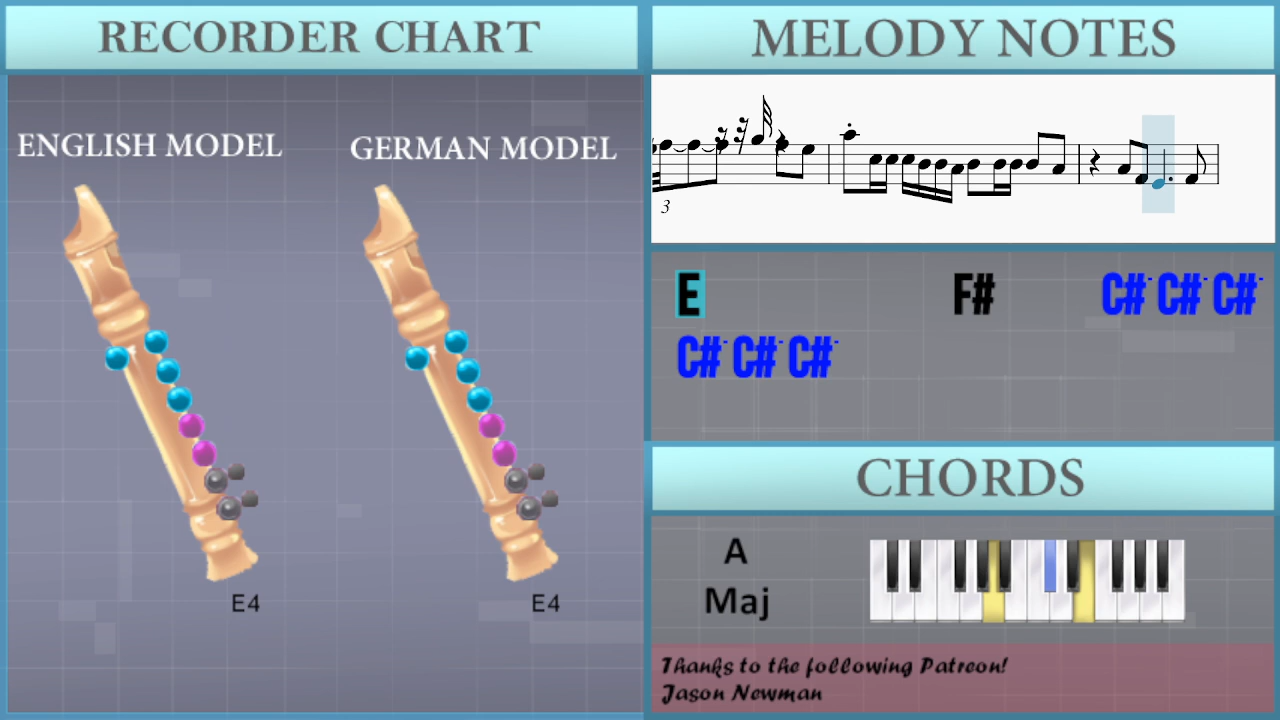 RECORDER CHART
ENGLISH MODEL
GERMAN MODEL
E4
E4
MELODY NOTES
3
E F# C#- C#- C#-
C#- C#- C#-
CHORDS
A
Maj
Thanks to the following Patreon!
Jason Newman